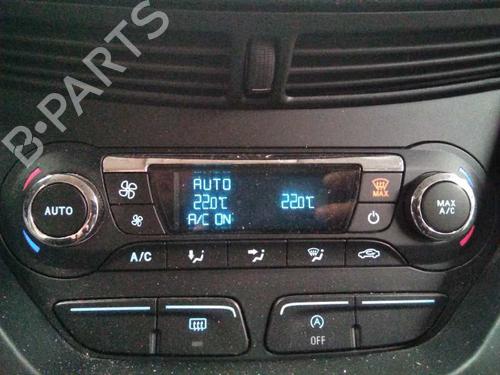 B-PARTS
AUTO
22.0°C
22.0°C
A/C ON
MAX
AUTO
MAX
A/C
A/C
A
OFF